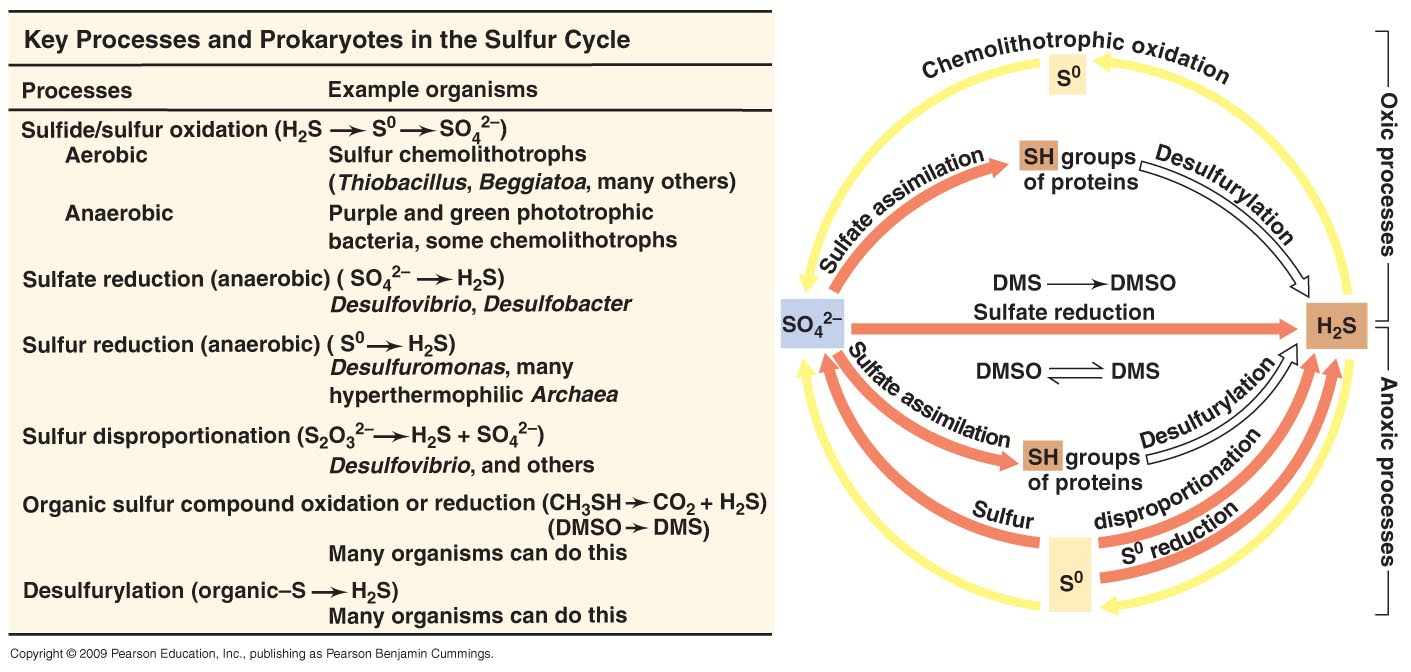 Key Processes and Prokaryotes in the Sulfur Cycle
Processes Example organisms
Sulfide/sulfur oxidation (H₂S → S⁰ → SO₄²⁻)
Aerobic Sulfur chemolithotrophs
(Thiobacillus, Beggiatoa, many others)
Anaerobic Purple and green phototrophic
bacteria, some chemolithotrophs
Sulfate reduction (anaerobic) ( SO₄²⁻ → H₂S)
Desulfovibrio, Desulfobacter
Sulfur reduction (anaerobic) ( S⁰ → H₂S)
Desulfuromonas, many
hyperthermophilic Archaea
Sulfur disproportionation (S₂O₃²⁻ → H₂S + SO₄²⁻)
Desulfovibrio, and others
Organic sulfur compound oxidation or reduction (CH₃SH → CO₂ + H₂S)
(DMSO → DMS)
Many organisms can do this
Desulfurylation (organic–S → H₂S)
Many organisms can do this
Copyright © 2009 Pearson Education, Inc., publishing as Pearson Benjamin Cummings.
Chemolithotrophic oxidation
S⁰
Sulfate assimilation
SH groups
of proteins
Desulfurylation
DMS → DMSO
SO₄²⁻
Sulfate reduction
H₂S
DMSO ⇌ DMS
Sulfate assimilation
SH groups
of proteins
Desulfurylation
Sulfur disproportionation
S⁰ reduction
S⁰
Oxic processes
Anoxic processes